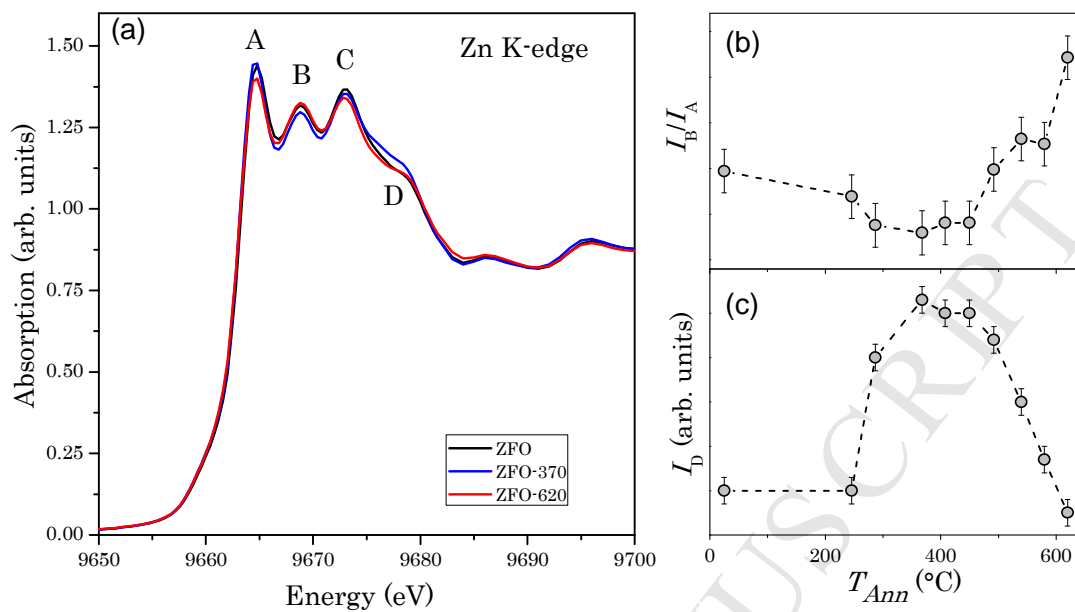 (a)
A
B
C
D
Zn K-edge
1.50
1.25
1.00
0.75
0.50
0.25
0.00
Absorption (arb. units)
ZFO
ZFO-370
ZFO-620
9650
9660
9670
9680
9690
9700
Energy (eV)
(b)
I_B/I_A
(c)
I_D (arb. units)
0
200
400
600
T_Ann (°C)
USCRIPT